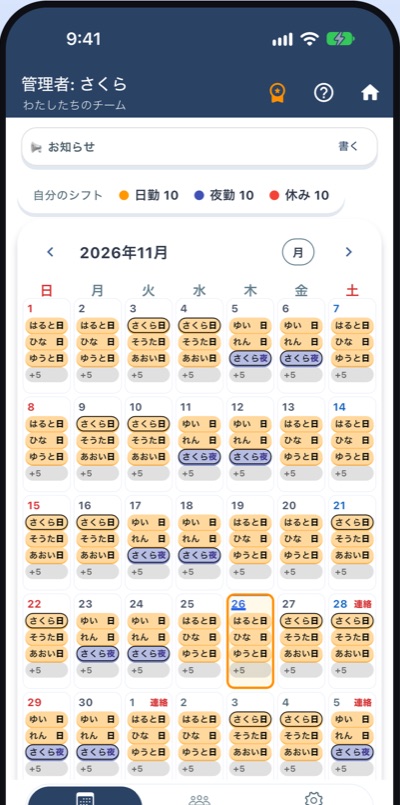 9:41
管理者: さくら
わたしたちのチーム
お知らせ 書く
自分のシフト 日勤 10 夜勤 10 休み 10
2026年11月 月
日 月 火 水 木 金 土
1 2 3 4 5 6 7
はると日 はると日 さくら日 さくら日 ゆい 日 ゆい 日 はると日
ひな 日 ひな 日 そうた日 そうた日 れん 日 れん 日 ひな 日
ゆうと日 ゆうと日 あおい日 あおい日 さくら夜 さくら夜 ゆうと日
+5 +5 +5 +5 +5 +5 +5
8 9 10 11 12 13 14
はると日 さくら日 さくら日 ゆい 日 ゆい 日 はると日 はると日
ひな 日 そうた日 そうた日 れん 日 れん 日 ひな 日 ひな 日
ゆうと日 あおい日 あおい日 さくら夜 さくら夜 ゆうと日 ゆうと日
+5 +5 +5 +5 +5 +5 +5
15 16 17 18 19 20 21
さくら日 さくら日 ゆい 日 ゆい 日 はると日 はると日 さくら日
そうた日 そうた日 れん 日 れん 日 ひな 日 ひな 日 そうた日
あおい日 あおい日 さくら夜 さくら夜 ゆうと日 ゆうと日 あおい日
+5 +5 +5 +5 +5 +5 +5
22 23 24 25 26 27 28 連絡
さくら日 ゆい 日 ゆい 日 はると日 はると日 さくら日 さくら日
そうた日 れん 日 れん 日 ひな 日 ひな 日 そうた日 そうた日
あおい日 さくら夜 さくら夜 ゆうと日 ゆうと日 あおい日 あおい日
+5 +5 +5 +5 +5 +5 +5
29 30 1 連絡 2 3 4 5 連絡
ゆい 日 ゆい 日 はると日 はると日 さくら日 さくら日 ゆい 日
れん 日 れん 日 ひな 日 ひな 日 そうた日 そうた日 れん 日
さくら夜 さくら夜 ゆうと日 ゆうと日 あおい日 あおい日 さくら夜
+5 +5 +5 +5 +5 +5 +5